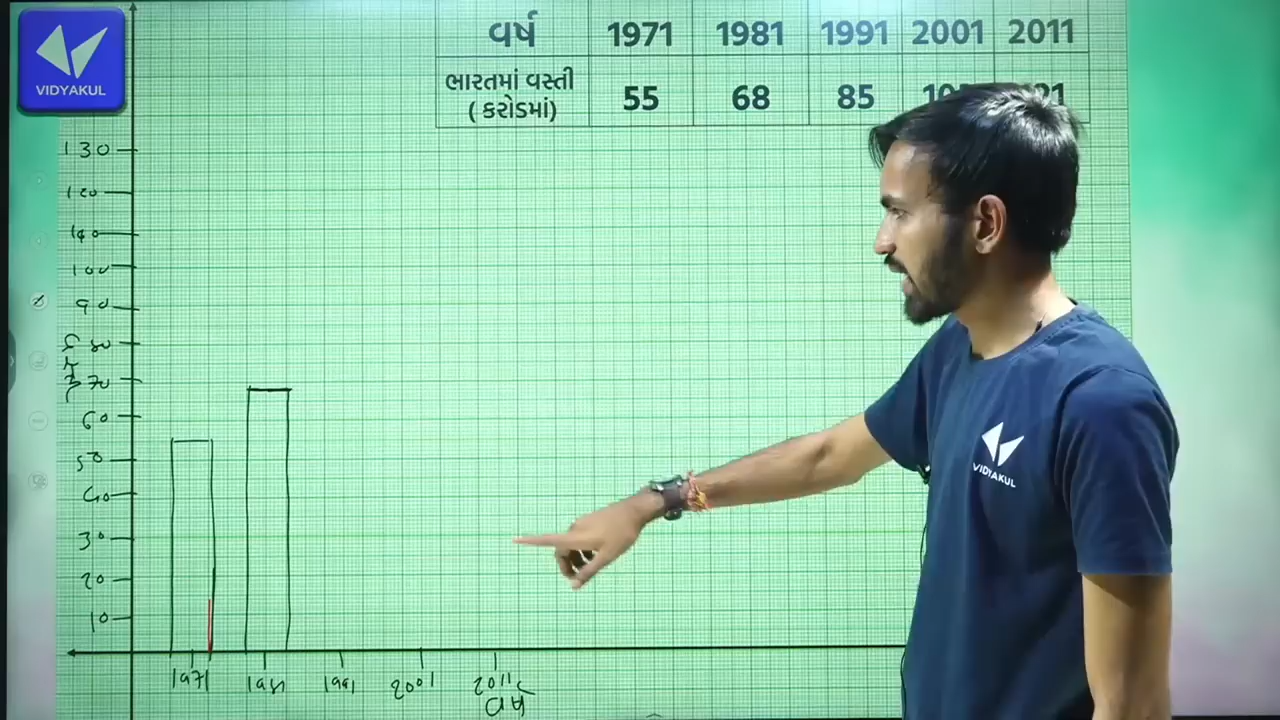 VIDYAKUL
વર્ષ 1971 1981 1991 2001 2011
ભારતમાં વસ્તી 55 68 85
(કરોડમાં)
130
120
100
90
80
70
60
50
40
30
20
10
1971 1981 1991 2001 2011
વર્ષ
VIDYAKUL